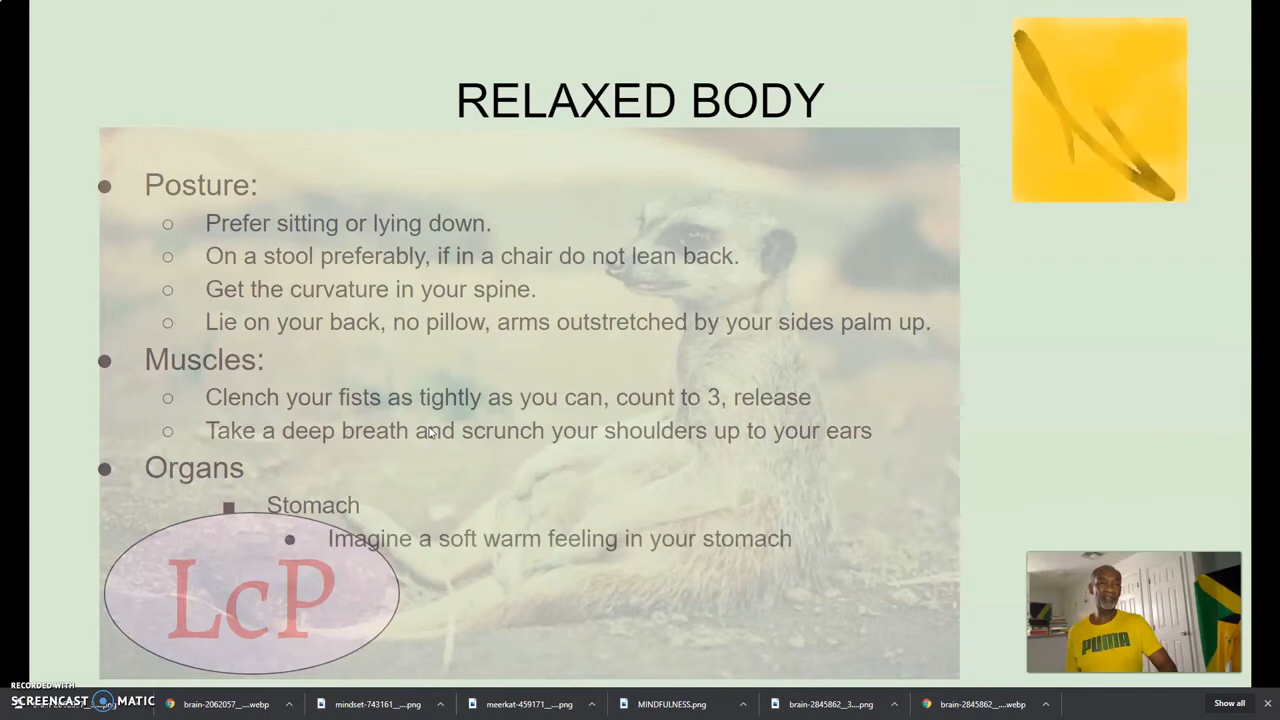 RELAXED BODY
● Posture:
○ Prefer sitting or lying down.
○ On a stool preferably, if in a chair do not lean back.
○ Get the curvature in your spine.
○ Lie on your back, no pillow, arms outstretched by your sides palm up.
● Muscles:
○ Clench your fists as tightly as you can, count to 3, release
○ Take a deep breath and scrunch your shoulders up to your ears
● Organs
■ Stomach
● Imagine a soft warm feeling in your stomach
LcP
PUMA
RECORDED WITH
SCREENCAST MATIC
brain-2062057_....webp
mindset-743161_....png
meerkat-459171_....png
MINDFULNESS.png
brain-2845862__3....png
brain-2845862_....webp
Show all